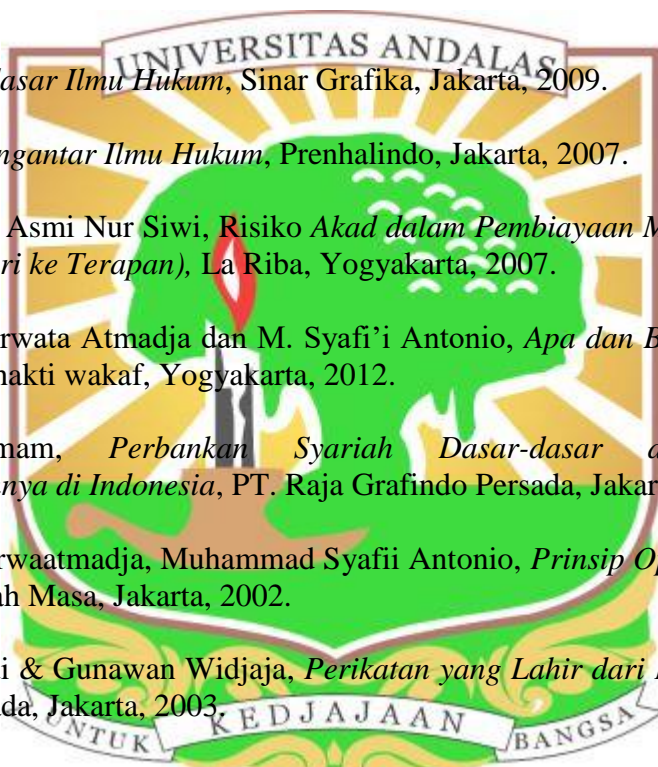 UNIVERSITAS ANDALAS
dasar Ilmu Hukum, Sinar Grafika, Jakarta, 2009.
ngantar Ilmu Hukum, Prenhalindo, Jakarta, 2007.
Asmi Nur Siwi, Risiko Akad dalam Pembiayaan M
ri ke Terapan), La Riba, Yogyakarta, 2007.
rwata Atmadja dan M. Syafi’i Antonio, Apa dan B
hakti wakaf, Yogyakarta, 2012.
mam, Perbankan Syariah Dasar-dasar d
nya di Indonesia, PT. Raja Grafindo Persada, Jakar
rwaatmadja, Muhammad Syafii Antonio, Prinsip Op
ah Masa, Jakarta, 2002.
i & Gunawan Widjaja, Perikatan yang Lahir dari
ada, Jakarta, 2003.
UNTUK KEDJAJAAN BANGSA